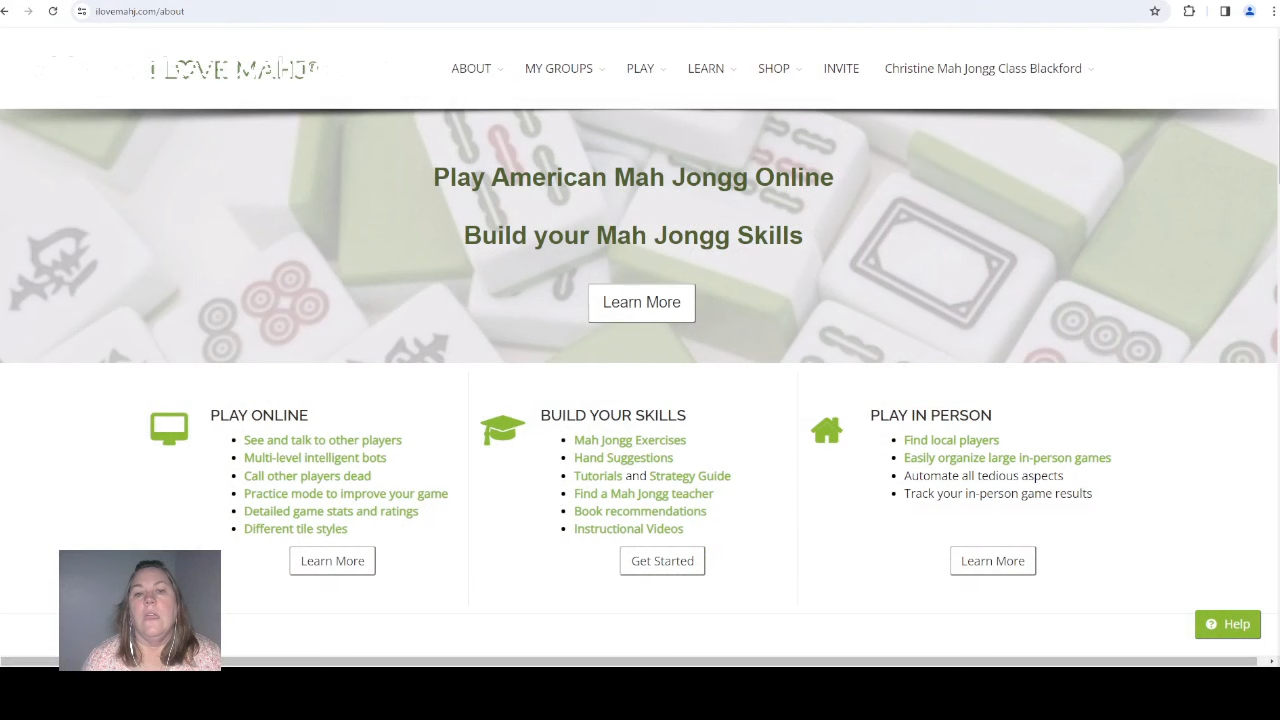 ilovemahj.com/about
I LOVE MAHJ®
ABOUT MY GROUPS PLAY LEARN SHOP INVITE Christine Mah Jongg Class Blackford
Play American Mah Jongg Online
Build your Mah Jongg Skills
Learn More
PLAY ONLINE
See and talk to other players
Multi-level intelligent bots
Call other players dead
Practice mode to improve your game
Detailed game stats and ratings
Different tile styles
Learn More
BUILD YOUR SKILLS
Mah Jongg Exercises
Hand Suggestions
Tutorials and Strategy Guide
Find a Mah Jongg teacher
Book recommendations
Instructional Videos
Get Started
PLAY IN PERSON
Find local players
Easily organize large in-person games
Automate all tedious aspects
Track your in-person game results
Learn More
Help